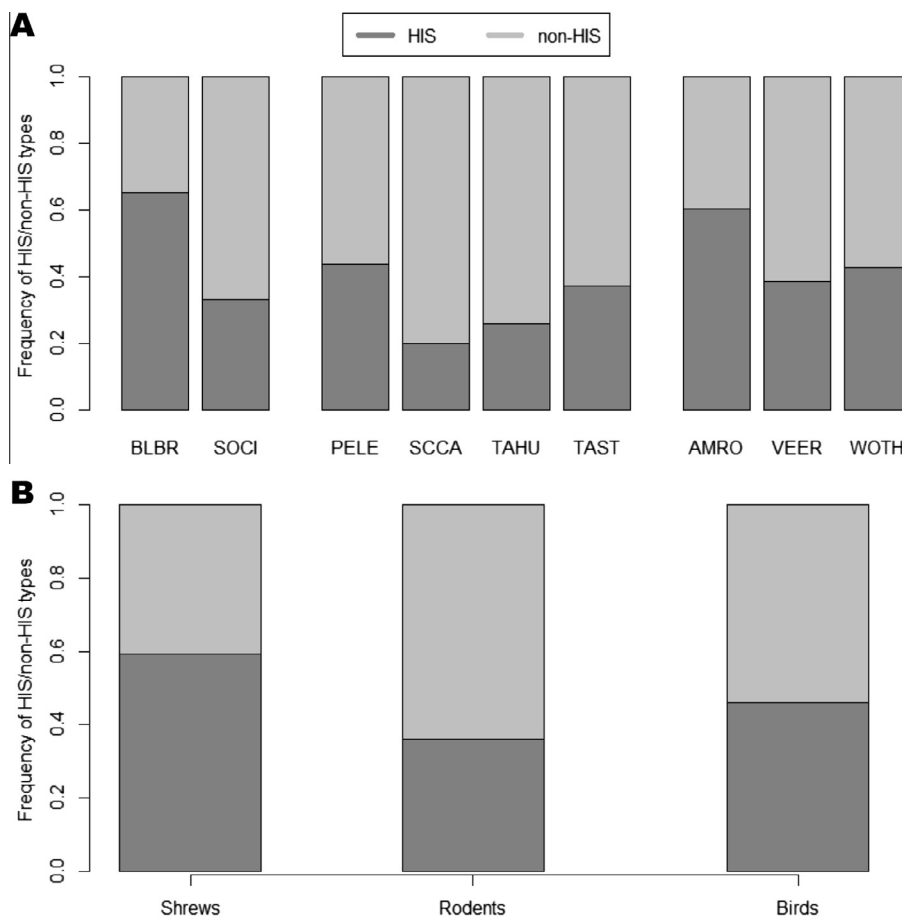 A
HIS non-HIS
Frequency of HIS/non-HIS types
1.0
0.8
0.6
0.4
0.2
0.0
BLBR SOCI PELE SCCA TAHU TAST AMRO VEER WOTH
B
Frequency of HIS/non-HIS types
1.0
0.8
0.6
0.4
0.2
0.0
Shrews Rodents Birds